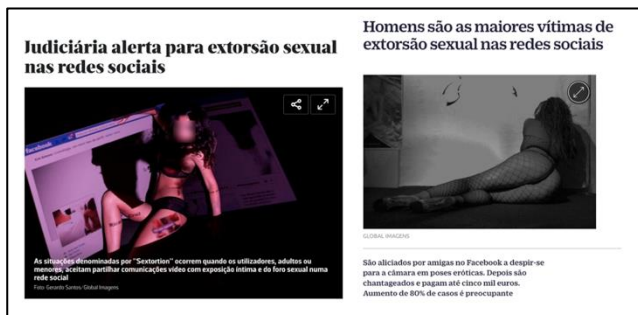 Judiciária alerta para extorsão sexual
nas redes sociais
facebook
As situações denominadas por "Sextortion" ocorrem quando os utilizadores, adultos ou
menores, aceitam partilhar comunicações vídeo com exposição íntima e do foro sexual numa
rede social
Foto: Gerardo Santos/Global Imagens
Homens são as maiores vítimas de
extorsão sexual nas redes sociais
GLOBAL IMAGENS
São aliciados por amigas no Facebook a despir-se
para a câmara em poses eróticas. Depois são
chantageados e pagam até cinco mil euros.
Aumento de 80% de casos é preocupante